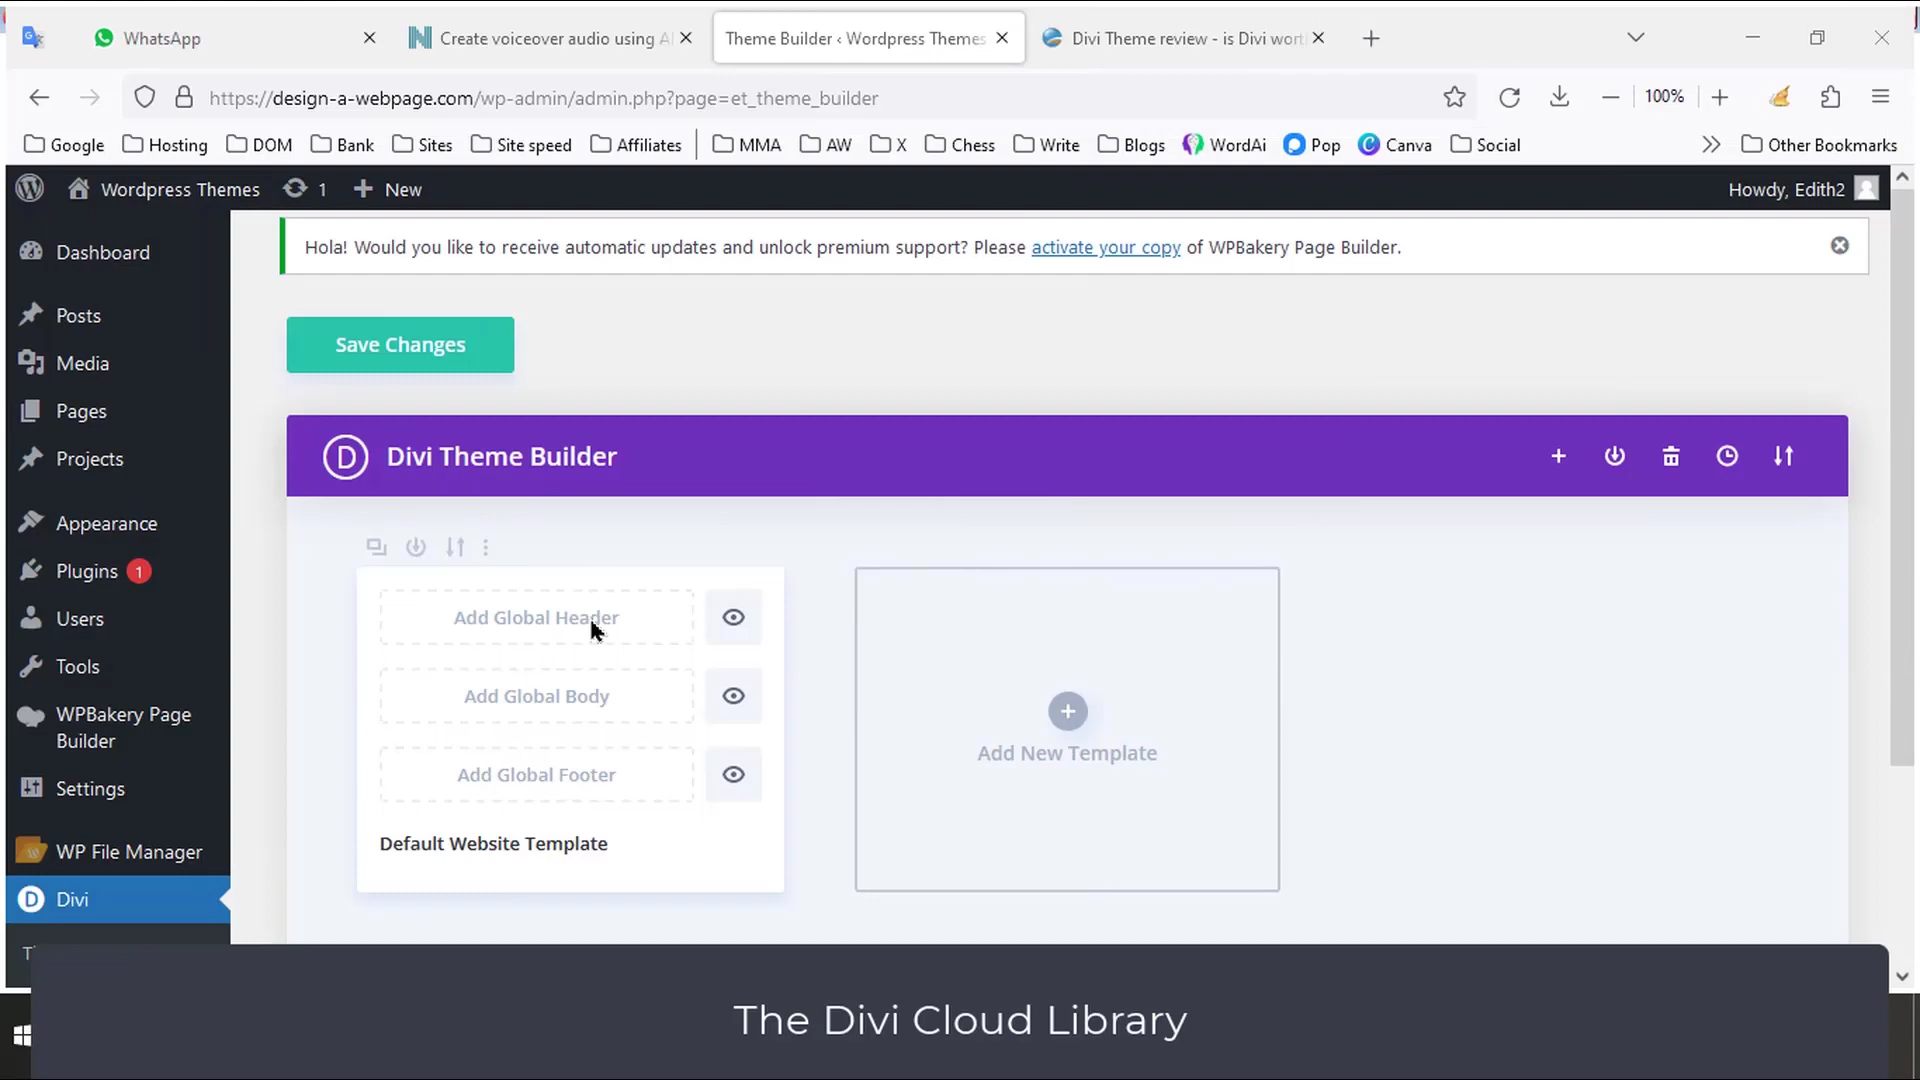 WhatsApp
Create voiceover audio using
Theme Builder ‹ Wordpress Themes
Divi Theme review - is Divi wort
https://design-a-webpage.com/wp-admin/admin.php?page=et_theme_builder
100%
Google
Hosting
DOM
Bank
Sites
Site speed
Affiliates
MMA
AW
X
Chess
Write
Blogs
WordAi
Pop
Canva
Social
Other Bookmarks
Wordpress Themes
1
New
Howdy, Edith2
Dashboard
Posts
Media
Pages
Projects
Appearance
Plugins 1
Users
Tools
WPBakery Page
Builder
Settings
WP File Manager
Divi
Hola! Would you like to receive automatic updates and unlock premium support? Please activate your copy of WPBakery Page Builder.
Save Changes
D Divi Theme Builder
Add Global Header
Add Global Body
Add Global Footer
Default Website Template
Add New Template
The Divi Cloud Library